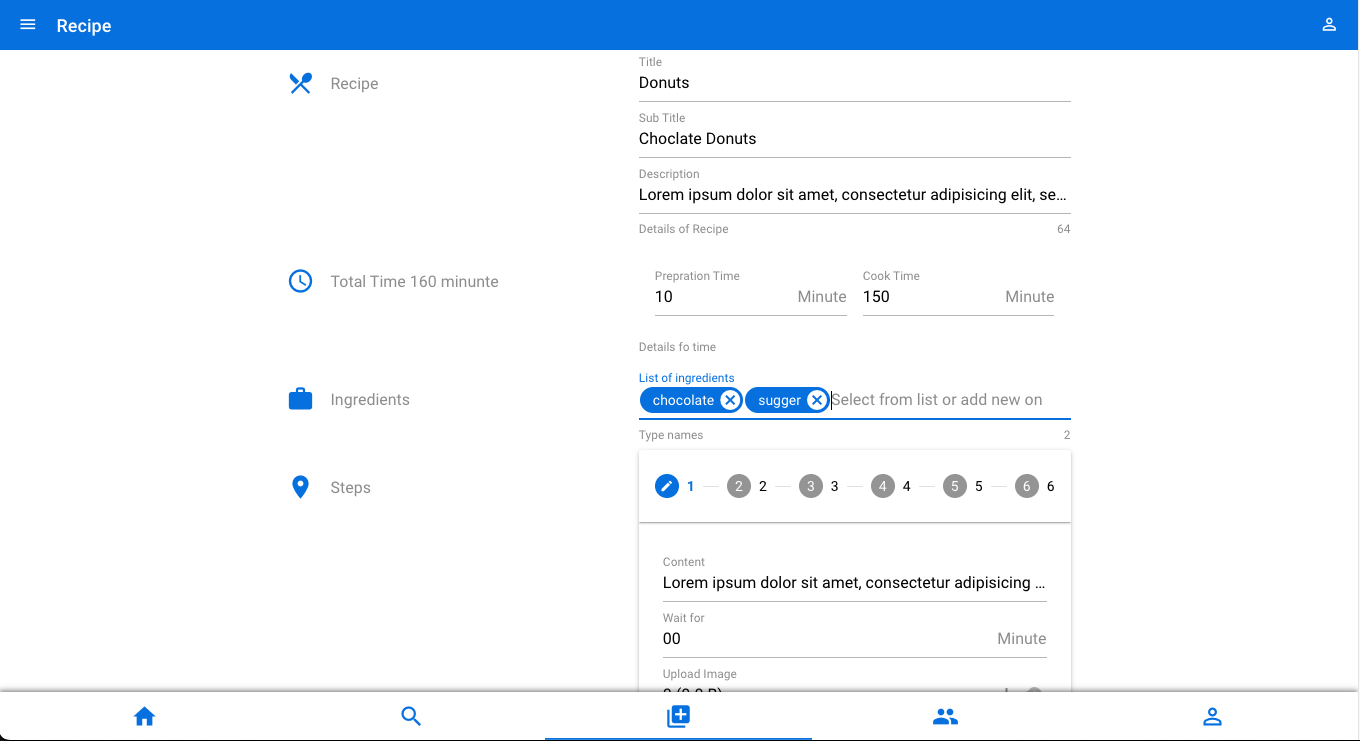 Recipe
Recipe
Title
Donuts
Sub Title
Choclate Donuts
Description
Lorem ipsum dolor sit amet, consectetur adipisicing elit, se…
Details of Recipe 64
Total Time 160 minunte
Prepration Time Cook Time
10 Minute 150 Minute
Details fo time
List of ingredients
Ingredients
chocolate sugger Select from list or add new on
Type names 2
Steps
1 2 2 3 3 4 4 5 5 6 6
Content
Lorem ipsum dolor sit amet, consectetur adipisicing …
Wait for
00 Minute
Upload Image